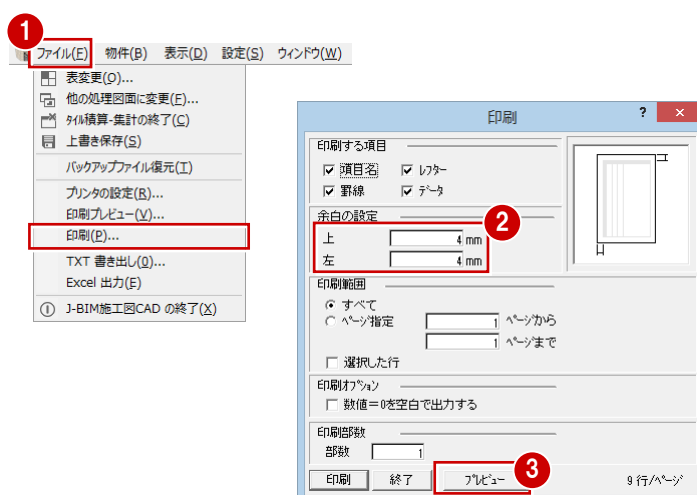 1
ファイル(F) 物件(B) 表示(D) 設定(S) ウィンドウ(W)
表変更(O)...
他の処理図面に変更(E)...
タイル積算-集計の終了(C)
上書き保存(S)
バックアップファイル復元(T)
プリンタの設定(R)...
印刷プレビュー(V)...
印刷(P)...
TXT 書き出し(0)...
Excel 出力(E)
J-BIM施工図CAD の終了(X)
印刷 ? ×
印刷する項目
項目名 レフター
罫線 データ
余白の設定
2
上 4 mm
左 4 mm
印刷範囲
すべて
ページ指定 1 ページから
1 ページまで
選択した行
印刷オプション
数値=0を空白で出力する
印刷部数
部数 1
3
印刷 終了 プレビュー 9 行/ページ